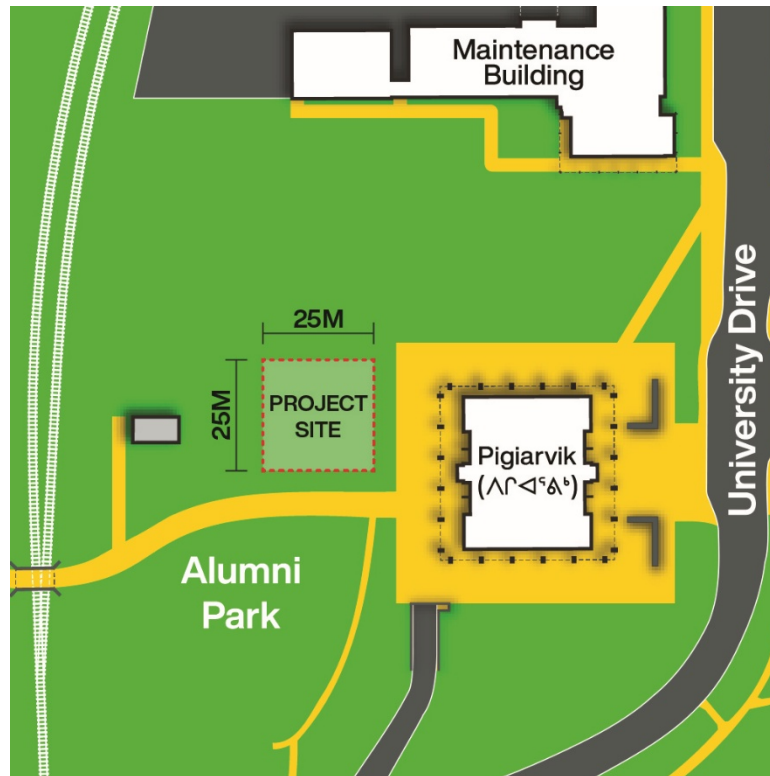 Maintenance
Building
25M
25M
PROJECT
SITE
Pigiarvik
(ᐱᒋᐊᕐᕕᒃ)
University Drive
Alumni
Park